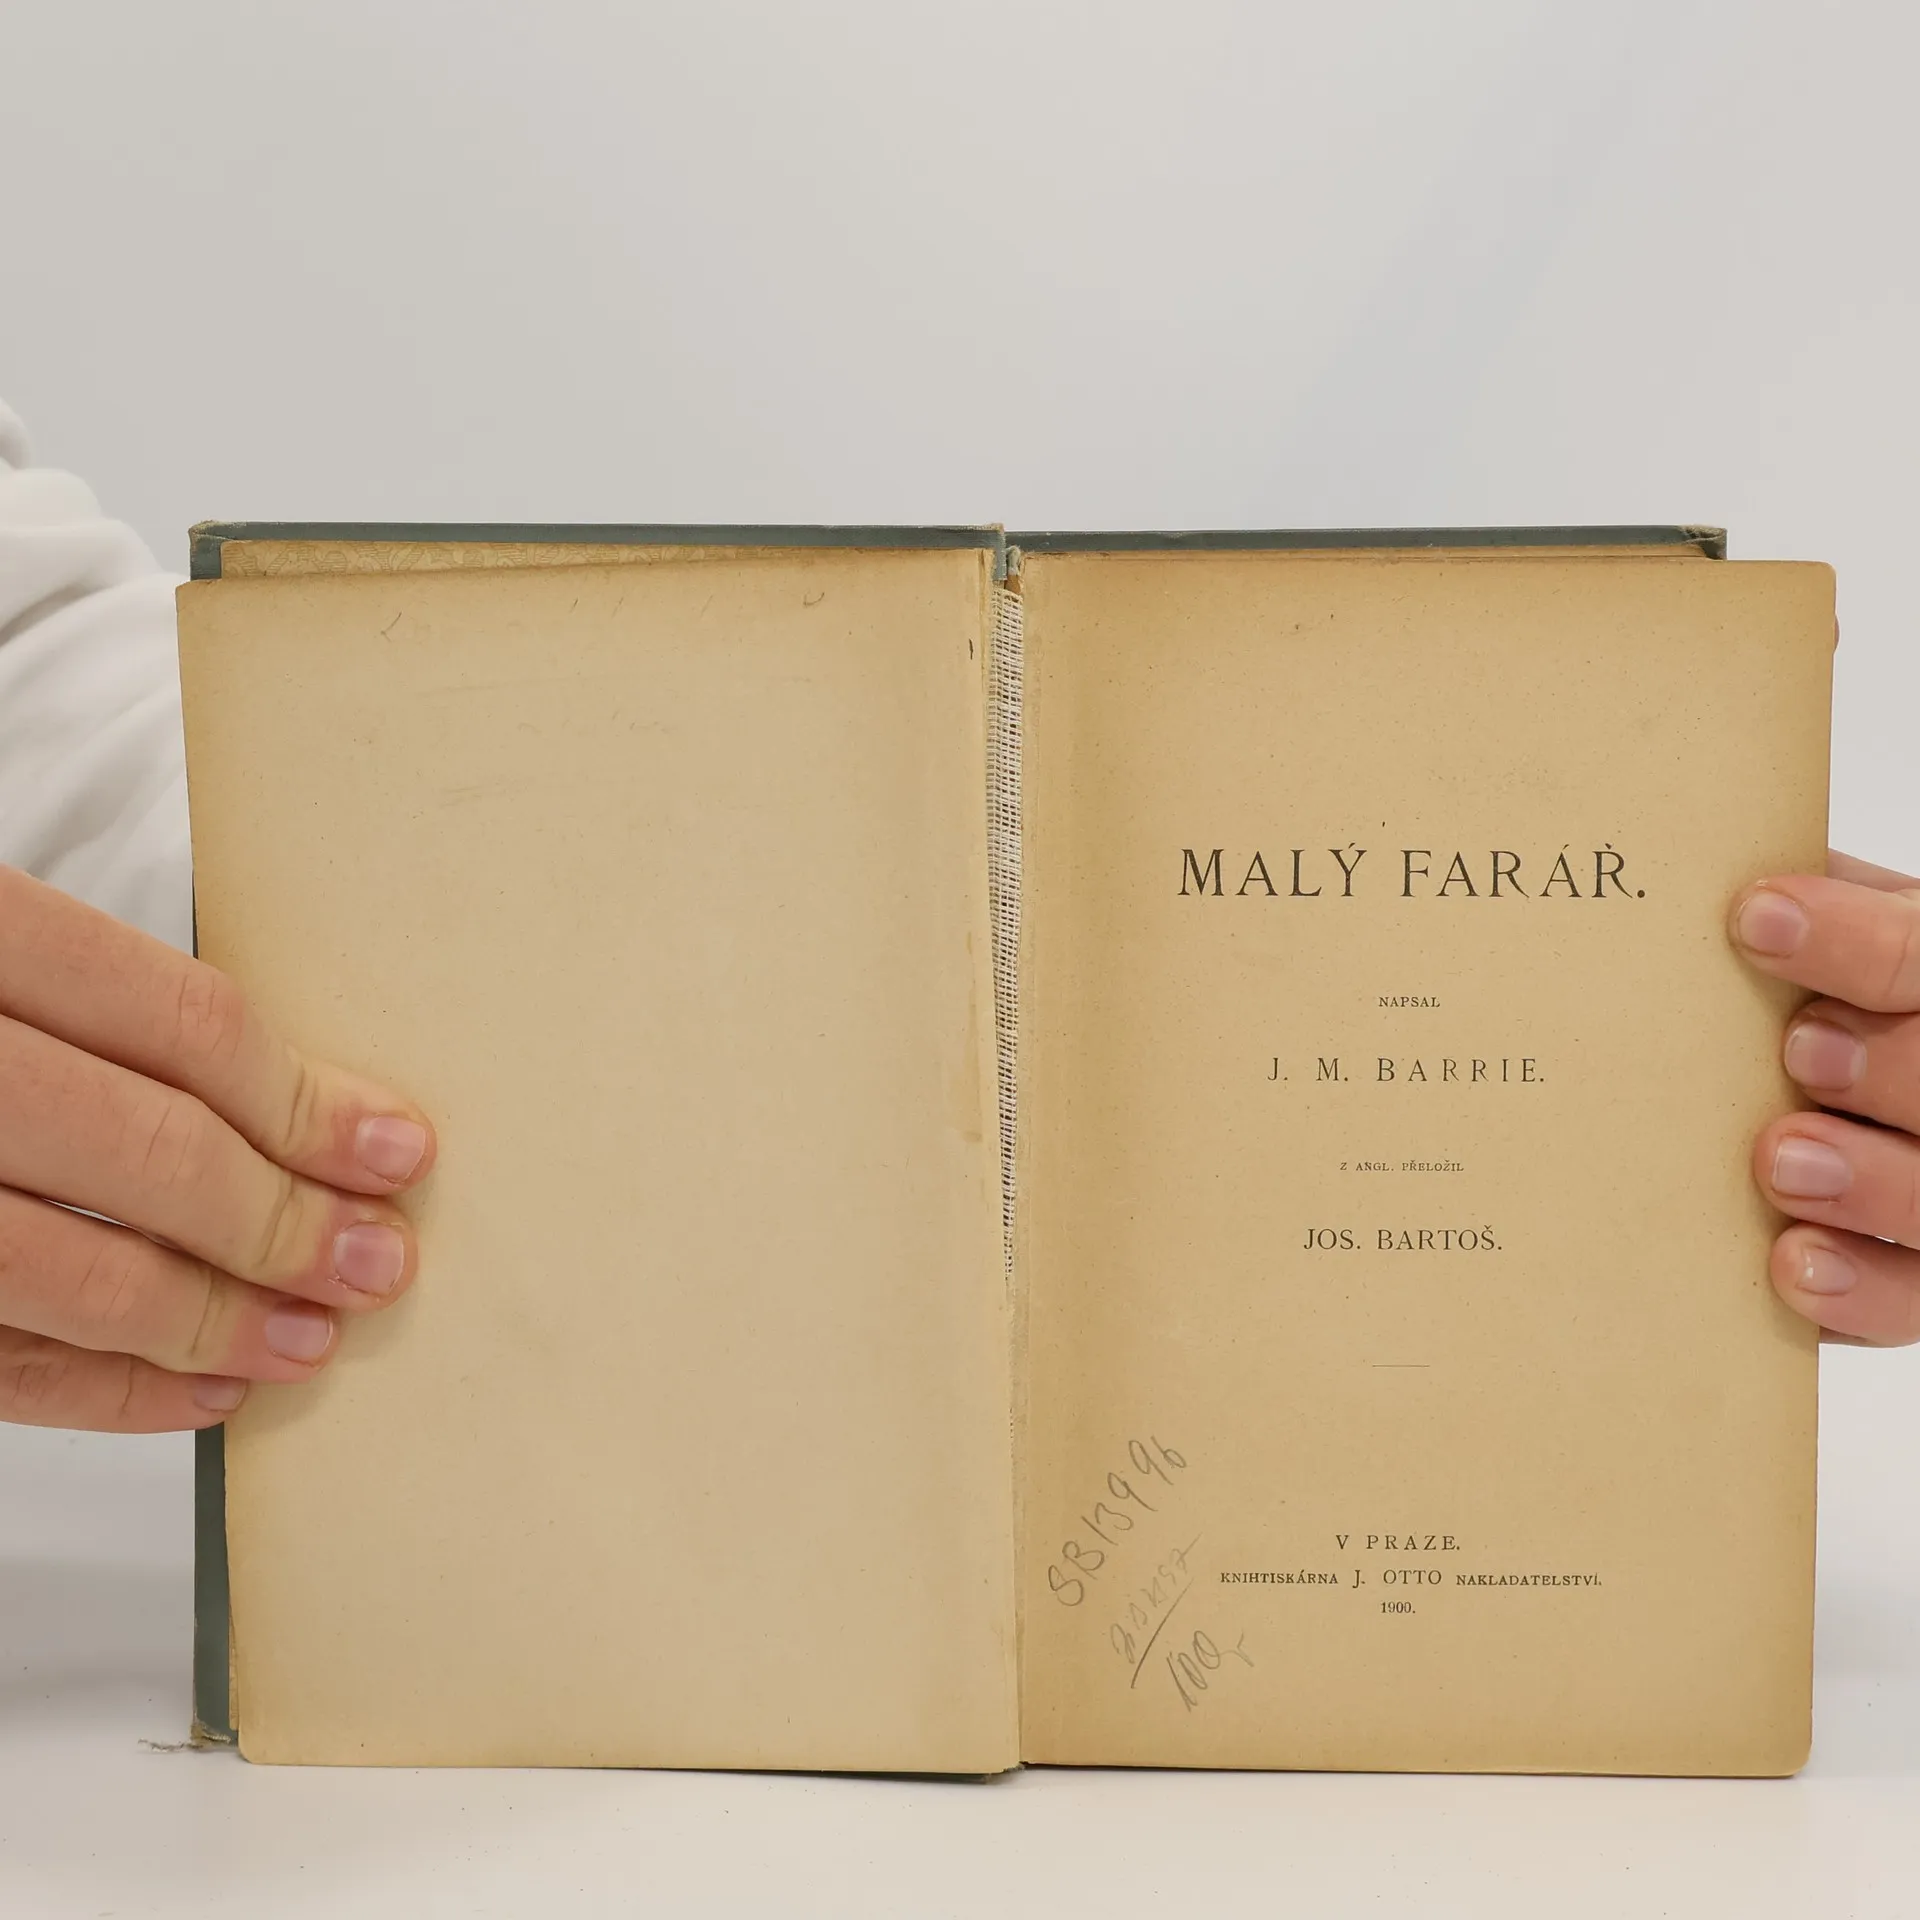 MALÝ FARÁŘ.
NAPSAL
J. M. BARRIE.
Z ANGL. PŘELOŽIL
JOS. BARTOŠ.
V PRAZE.
KNIHTISKÁRNA J. OTTO NAKLADATELSTVÍ.
1900.
SB13996
100